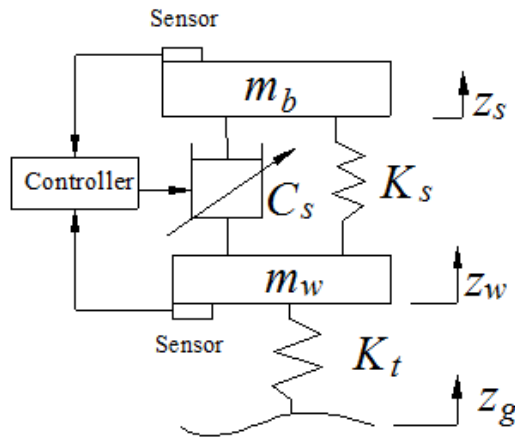 Sensor
m_b
z_s
Controller
C_s
K_s
m_w
z_w
Sensor
K_t
z_g